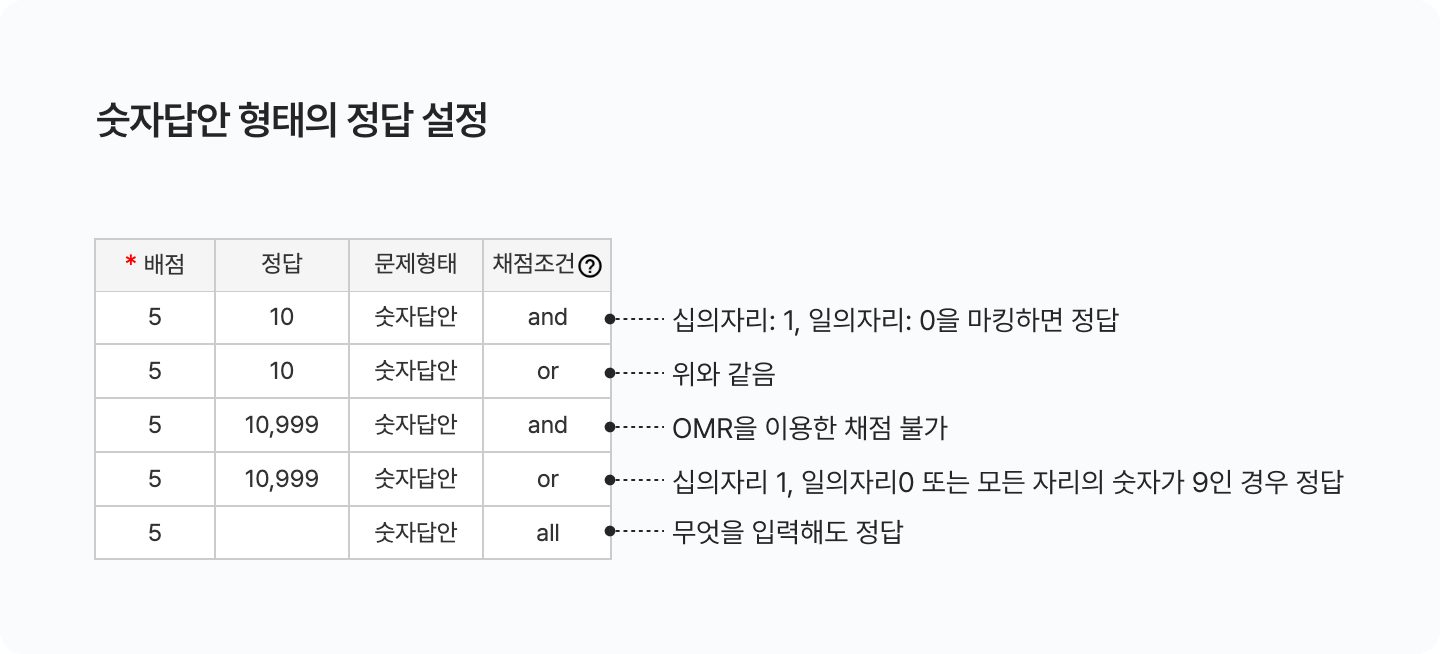 숫자답안 형태의 정답 설정
* 배점 정답 문제형태 채점조건?
5 10 숫자답안 and 십의자리: 1, 일의자리: 0을 마킹하면 정답
5 10 숫자답안 or 위와 같음
5 10,999 숫자답안 and OMR을 이용한 채점 불가
5 10,999 숫자답안 or 십의자리 1, 일의자리0 또는 모든 자리의 숫자가 9인 경우 정답
5 숫자답안 all 무엇을 입력해도 정답